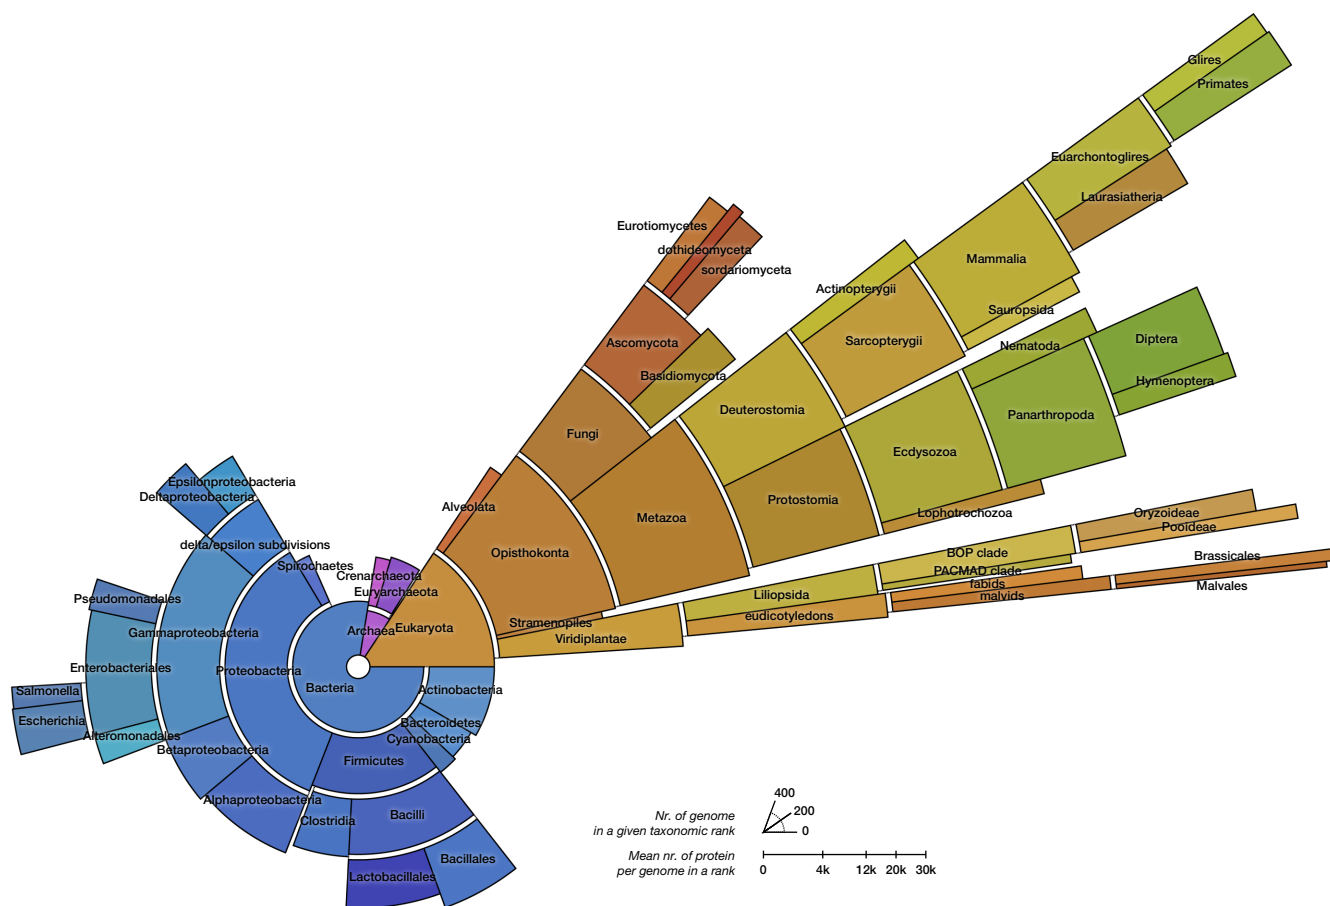 Glires
Primates
Euarchontoglires
Laurasiatheria
Eurotiomycetes
dothideomyceta
sordariomyceta
Mammalia
Actinopterygii
Sauropsida
Sarcopterygii
Nematoda
Diptera
Ascomycota
Basidiomycota
Hymenoptera
Deuterostomia
Panarthropoda
Fungi
Ecdysozoa
Epsilonproteobacteria
Deltaproteobacteria
Alveolata
Protostomia
Lophotrochozoa
Metazoa
Oryzoideae
Pooideae
delta/epsilon subdivisions
Opisthokonta
BOP clade
Brassicales
Spirochaetes
Crenarchaeota
PACMAD clade
fabids
Malvales
Euryarchaeota
Liliopsida
malvids
Pseudomonadales
eudicotyledons
Stramenopiles
Gammaproteobacteria
Archaea
Eukaryota
Viridiplantae
Enterobacteriales
Proteobacteria
Bacteria
Actinobacteria
Salmonella
Escherichia
Bacteroidetes
Alteromonadales
Cyanobacteria
Betaproteobacteria
Firmicutes
Alphaproteobacteria
Clostridia
Bacilli
Bacillales
Lactobacillales
400
200
0
Nr. of genome
in a given taxonomic rank
Mean nr. of protein
per genome in a rank
0 4k 12k 20k 30k